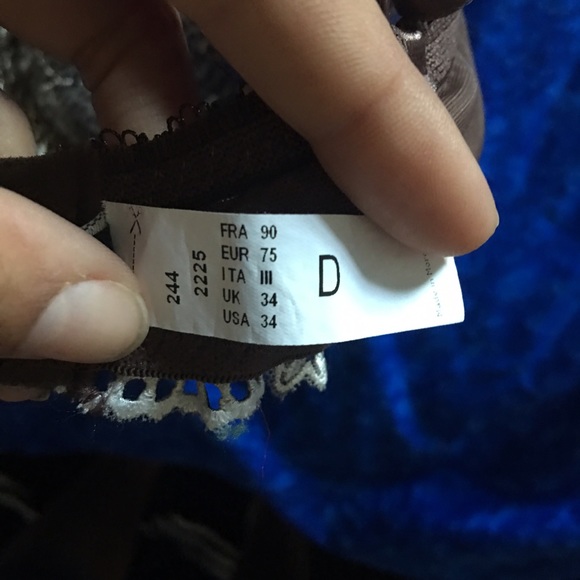 FRA 90
EUR 75
ITA III
UK 34
USA 34
D
244
2225